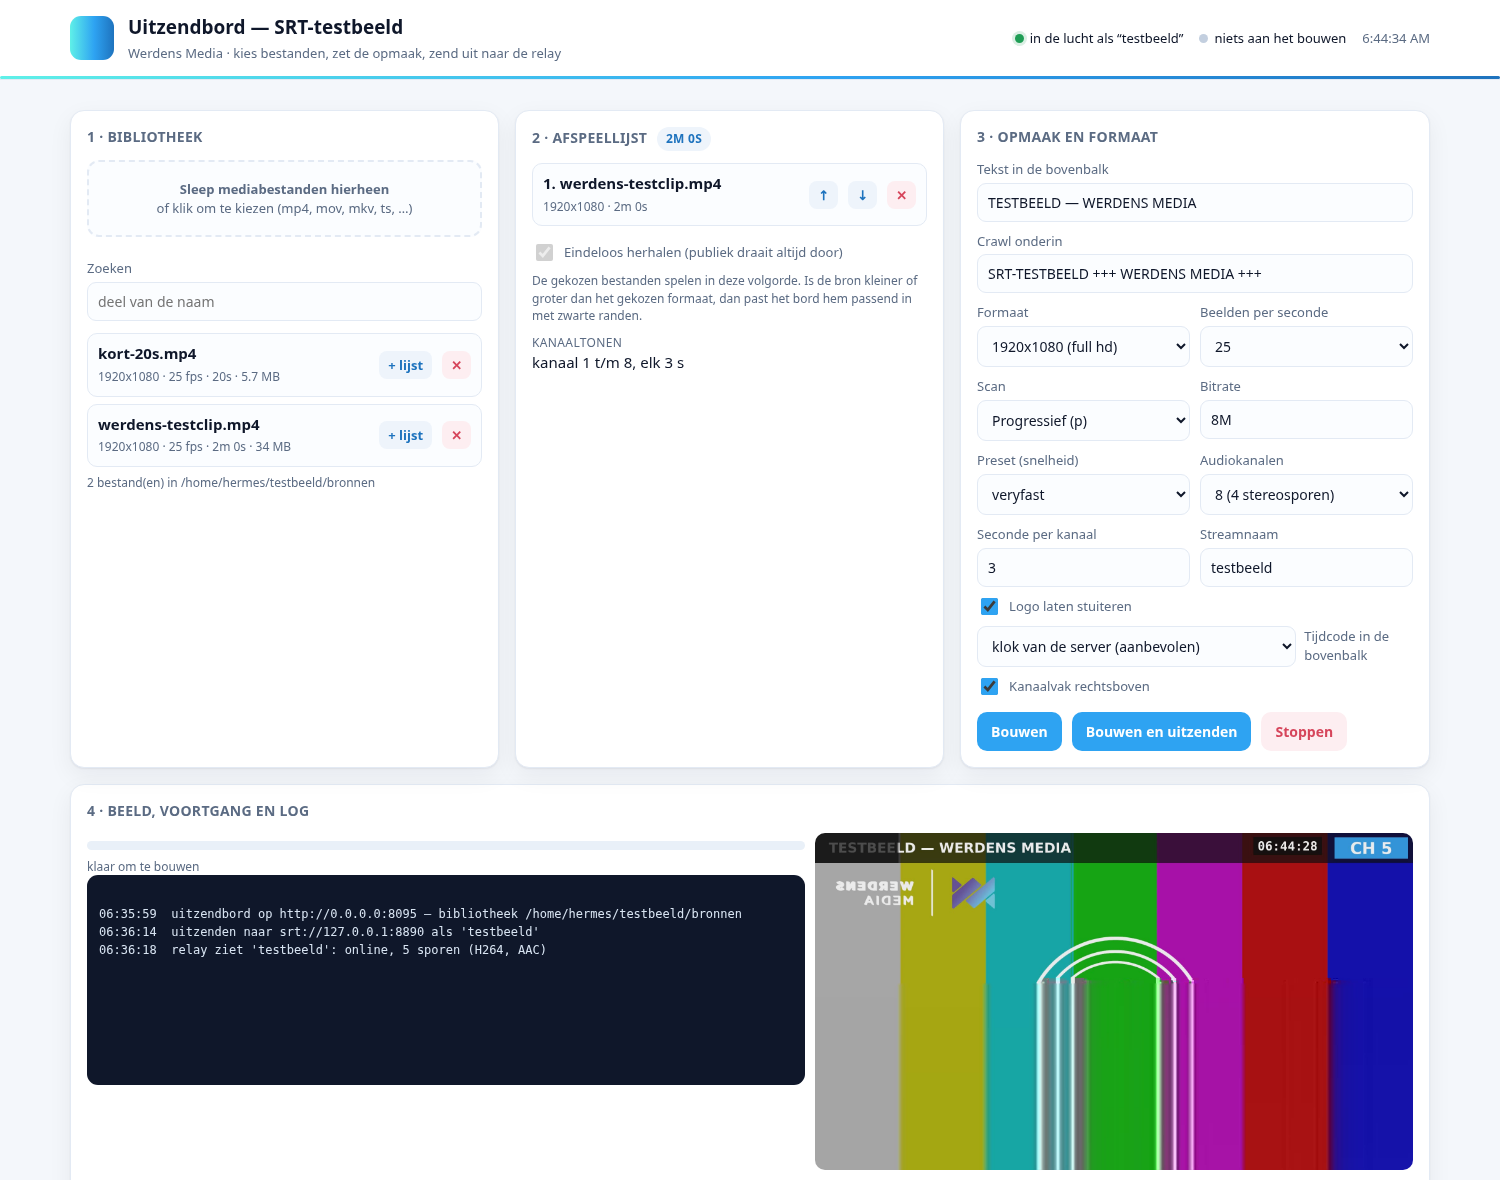 Uitzendbord — SRT-testbeeld
Werdens Media · kies bestanden, zet de opmaak, zend uit naar de relay
in de lucht als “testbeeld”
niets aan het bouwen
6:44:34 AM
1 · BIBLIOTHEEK
Sleep mediabestanden hierheen
of klik om te kiezen (mp4, mov, mkv, ts, ...)
Zoeken
deel van de naam
kort-20s.mp4
1920x1080 · 25 fps · 20s · 5.7 MB
+ lijst ✕
werdens-testclip.mp4
1920x1080 · 25 fps · 2m 0s · 34 MB
+ lijst ✕
2 bestand(en) in /home/hermes/testbeeld/bronnen
2 · AFSPEELLIJST 2M 0S
1. werdens-testclip.mp4
1920x1080 · 2m 0s
↑ ↓ ✕
Eindeloos herhalen (publiek draait altijd door)
De gekozen bestanden spelen in deze volgorde. Is de bron kleiner of
groter dan het gekozen formaat, dan past het bord hem passend in
met zwarte randen.
KANAALTONEN
kanaal 1 t/m 8, elk 3 s
3 · OPMAAK EN FORMAAT
Tekst in de bovenbalk
TESTBEELD — WERDENS MEDIA
Crawl onderin
SRT-TESTBEELD +++ WERDENS MEDIA +++
Formaat
1920x1080 (full hd)
Beelden per seconde
25
Scan
Progressief (p)
Bitrate
8M
Preset (snelheid)
veryfast
Audiokanalen
8 (4 stereosporen)
Seconde per kanaal
3
Streamnaam
testbeeld
Logo laten stuiteren
klok van de server (aanbevolen)
Tijdcode in de
bovenbalk
Kanaalvak rechtsboven
Bouwen
Bouwen en uitzenden
Stoppen
4 · BEELD, VOORTGANG EN LOG
klaar om te bouwen
06:35:59 uitzendbord op http://0.0.0.0:8095 — bibliotheek /home/hermes/testbeeld/bronnen
06:36:14 uitzenden naar srt://127.0.0.1:8890 als 'testbeeld'
06:36:18 relay ziet 'testbeeld': online, 5 sporen (H264, AAC)
TESTBEELD — WERDENS MEDIA
06:44:28
CH 5
WERDENS
MEDIA